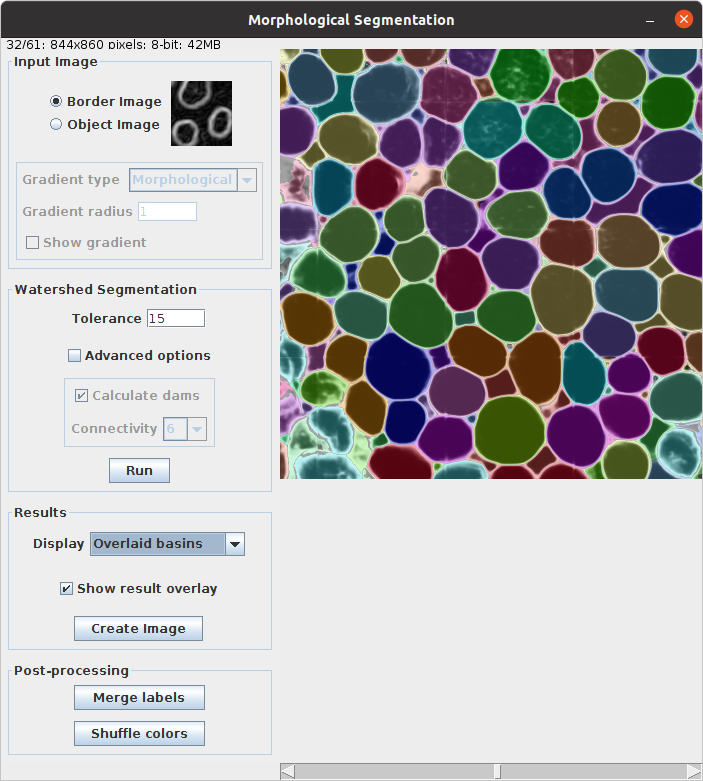 Morphological Segmentation
32/61: 844x860 pixels: 8-bit: 42MB
Input Image
Border Image
Object Image
Gradient type Morphological
Gradient radius 1
Show gradient
Watershed Segmentation
Tolerance 15
Advanced options
Calculate dams
Connectivity 6
Run
Results
Display Overlaid basins
Show result overlay
Create Image
Post-processing
Merge labels
Shuffle colors